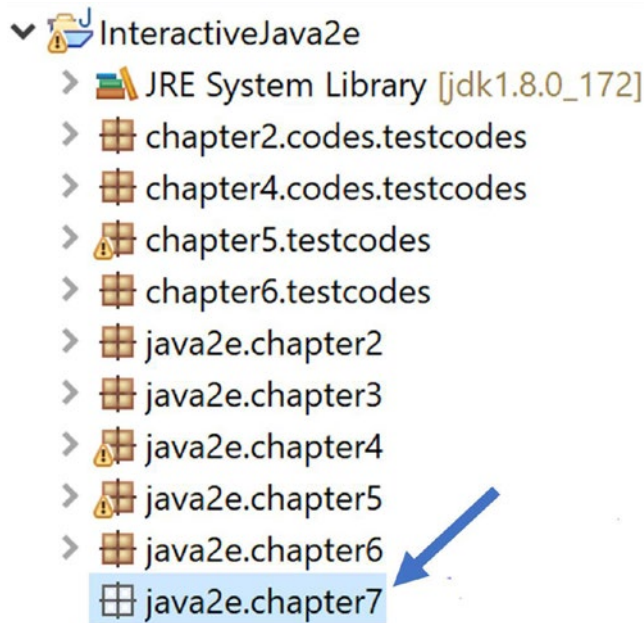 InteractiveJava2e
JRE System Library [jdk1.8.0_172]
chapter2.codes.testcodes
chapter4.codes.testcodes
chapter5.testcodes
chapter6.testcodes
java2e.chapter2
java2e.chapter3
java2e.chapter4
java2e.chapter5
java2e.chapter6
java2e.chapter7